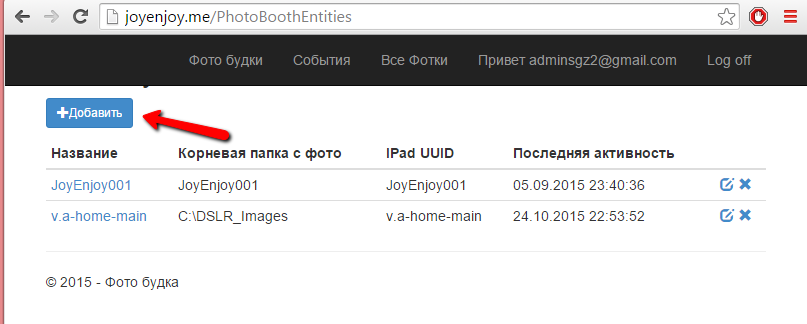 joyenjoy.me/PhotoBoothEntities
Фото будки События Все Фотки Привет adminsgz2@gmail.com Log off
Добавить
Название Корневая папка с фото IPad UUID Последняя активность
JoyEnjoy001 JoyEnjoy001 JoyEnjoy001 05.09.2015 23:40:36
v.a-home-main C:\DSLR_Images v.a-home-main 24.10.2015 22:53:52
© 2015 - Фото будка